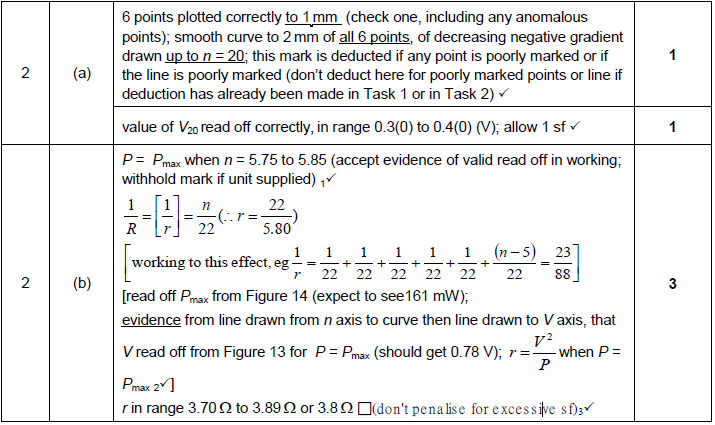 2 (a) 6 points plotted correctly to 1 mm (check one, including any anomalous
points); smooth curve to 2 mm of all 6 points, of decreasing negative gradient
drawn up to n = 20; this mark is deducted if any point is poorly marked or if
the line is poorly marked (don't deduct here for poorly marked points or line if
deduction has already been made in Task 1 or in Task 2) ✓ 1
value of V₂₀ read off correctly, in range 0.3(0) to 0.4(0) (V); allow 1 sf ✓ 1
2 (b) P = Pmax when n = 5.75 to 5.85 (accept evidence of valid read off in working;
withhold mark if unit supplied) ₁✓
1/R = [1/r] = n/22 (∴ r = 22/5.80)
[working to this effect, eg 1/r = 1/22 + 1/22 + 1/22 + 1/22 + 1/22 + (n−5)/22 = 23/88]
[read off Pmax from Figure 14 (expect to see161 mW);
evidence from line drawn from n axis to curve then line drawn to V axis, that
V read off from Figure 13 for P = Pmax (should get 0.78 V); r = V²/P when P =
Pmax ₂✓]
r in range 3.70 Ω to 3.89 Ω or 3.8 Ω □(don't penalise for excessive sf)₃✓ 3